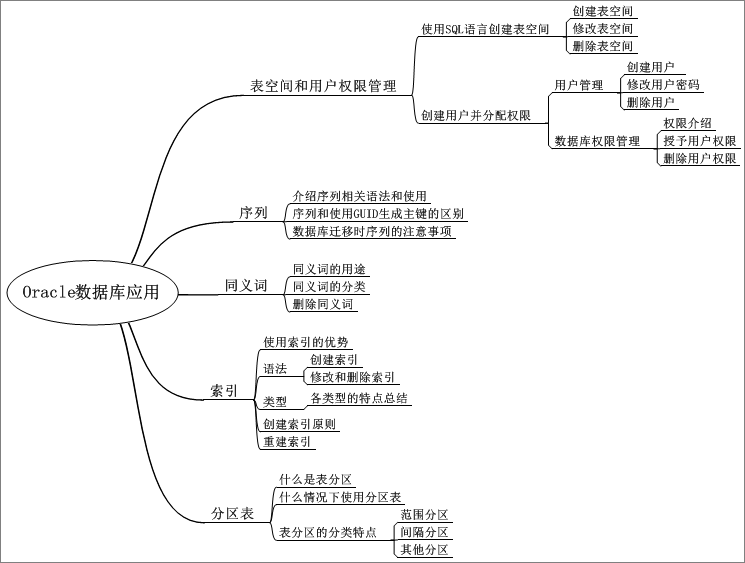 Oracle数据库应用
表空间和用户权限管理
使用SQL语言创建表空间
创建表空间
修改表空间
删除表空间
创建用户并分配权限
用户管理
创建用户
修改用户密码
删除用户
数据库权限管理
权限介绍
授予用户权限
删除用户权限
序列
介绍序列相关语法和使用
序列和使用GUID生成主键的区别
数据库迁移时序列的注意事项
同义词
同义词的用途
同义词的分类
删除同义词
索引
使用索引的优势
语法
创建索引
修改和删除索引
类型
各类型的特点总结
创建索引原则
重建索引
分区表
什么是表分区
什么情况下使用分区表
表分区的分类特点
范围分区
间隔分区
其他分区